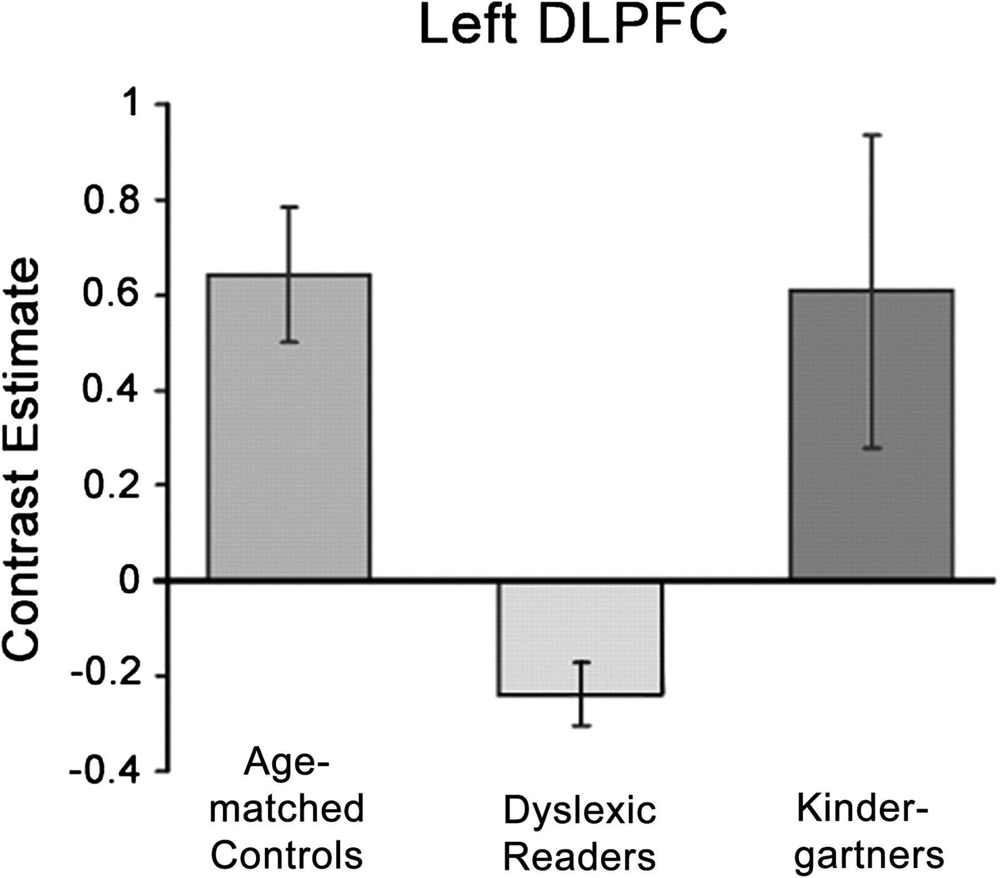 Left DLPFC
Contrast Estimate
1
0.8
0.6
0.4
0.2
0
-0.2
-0.4
Age-
matched
Controls
Dyslexic
Readers
Kinder-
gartners